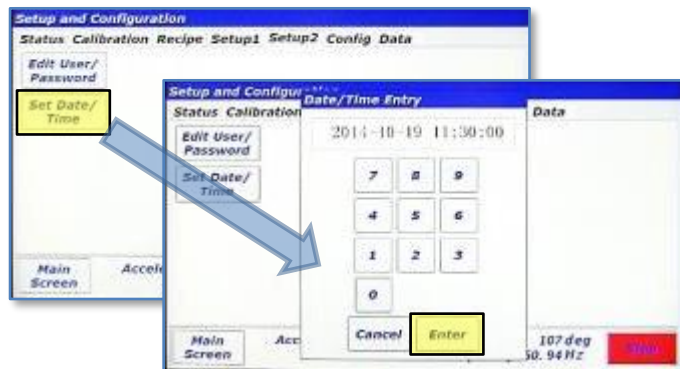 Setup and Configuration
Status Calibration Recipe Setup1 Setup2 Config Data
Edit User/
Password
Set Date/
Time
Main
Screen
Setup and
Date/Time Entry
Status Calibration
Data
Edit User/
Password
Set Date/
Time
2014-10-19 11:30:00
7 8 9
4 5 6
1 2 3
0
Cancel Enter
Main
Screen
107 deg
50.94 Hz
Stop